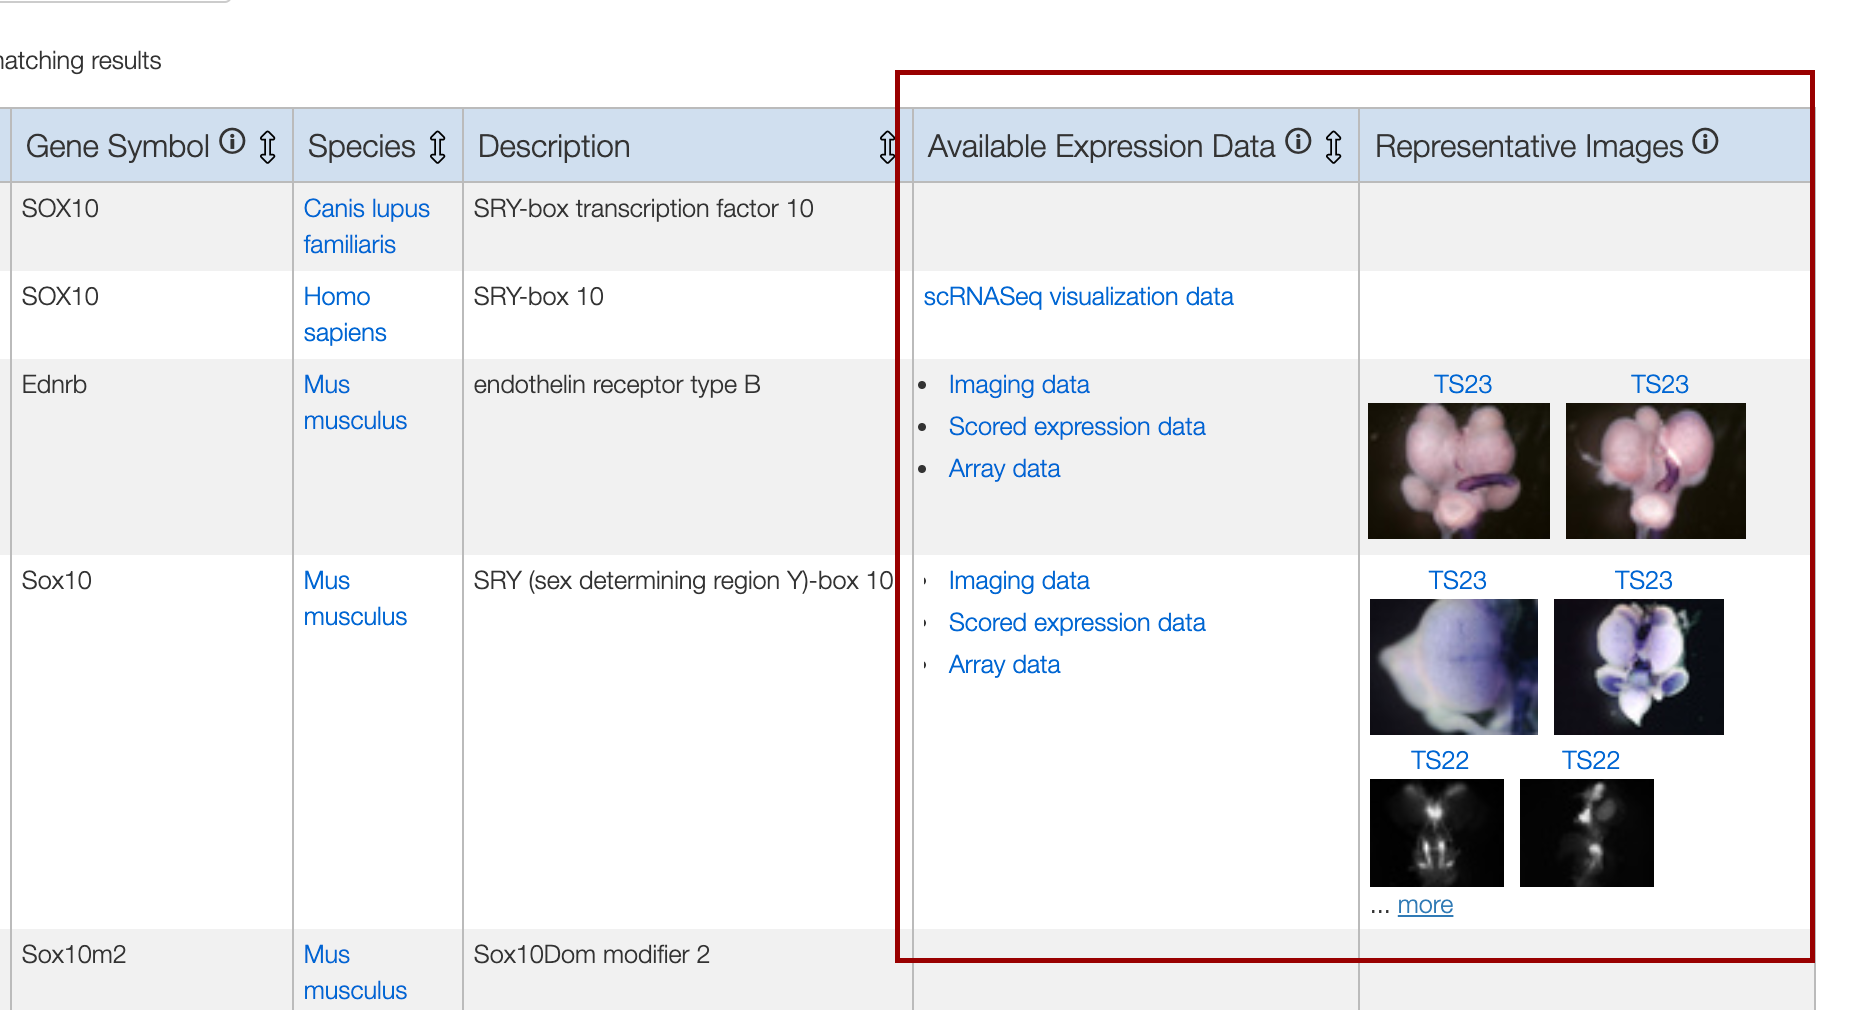 matching results
Gene Symbol Species Description Available Expression Data Representative Images
SOX10 Canis lupus familiaris SRY-box transcription factor 10
SOX10 Homo sapiens SRY-box 10 scRNASeq visualization data
Ednrb Mus musculus endothelin receptor type B
• Imaging data
• Scored expression data
• Array data
TS23 TS23
Sox10 Mus musculus SRY (sex determining region Y)-box 10
Imaging data
Scored expression data
Array data
TS23 TS23
TS22 TS22
... more
Sox10m2 Mus musculus Sox10Dom modifier 2